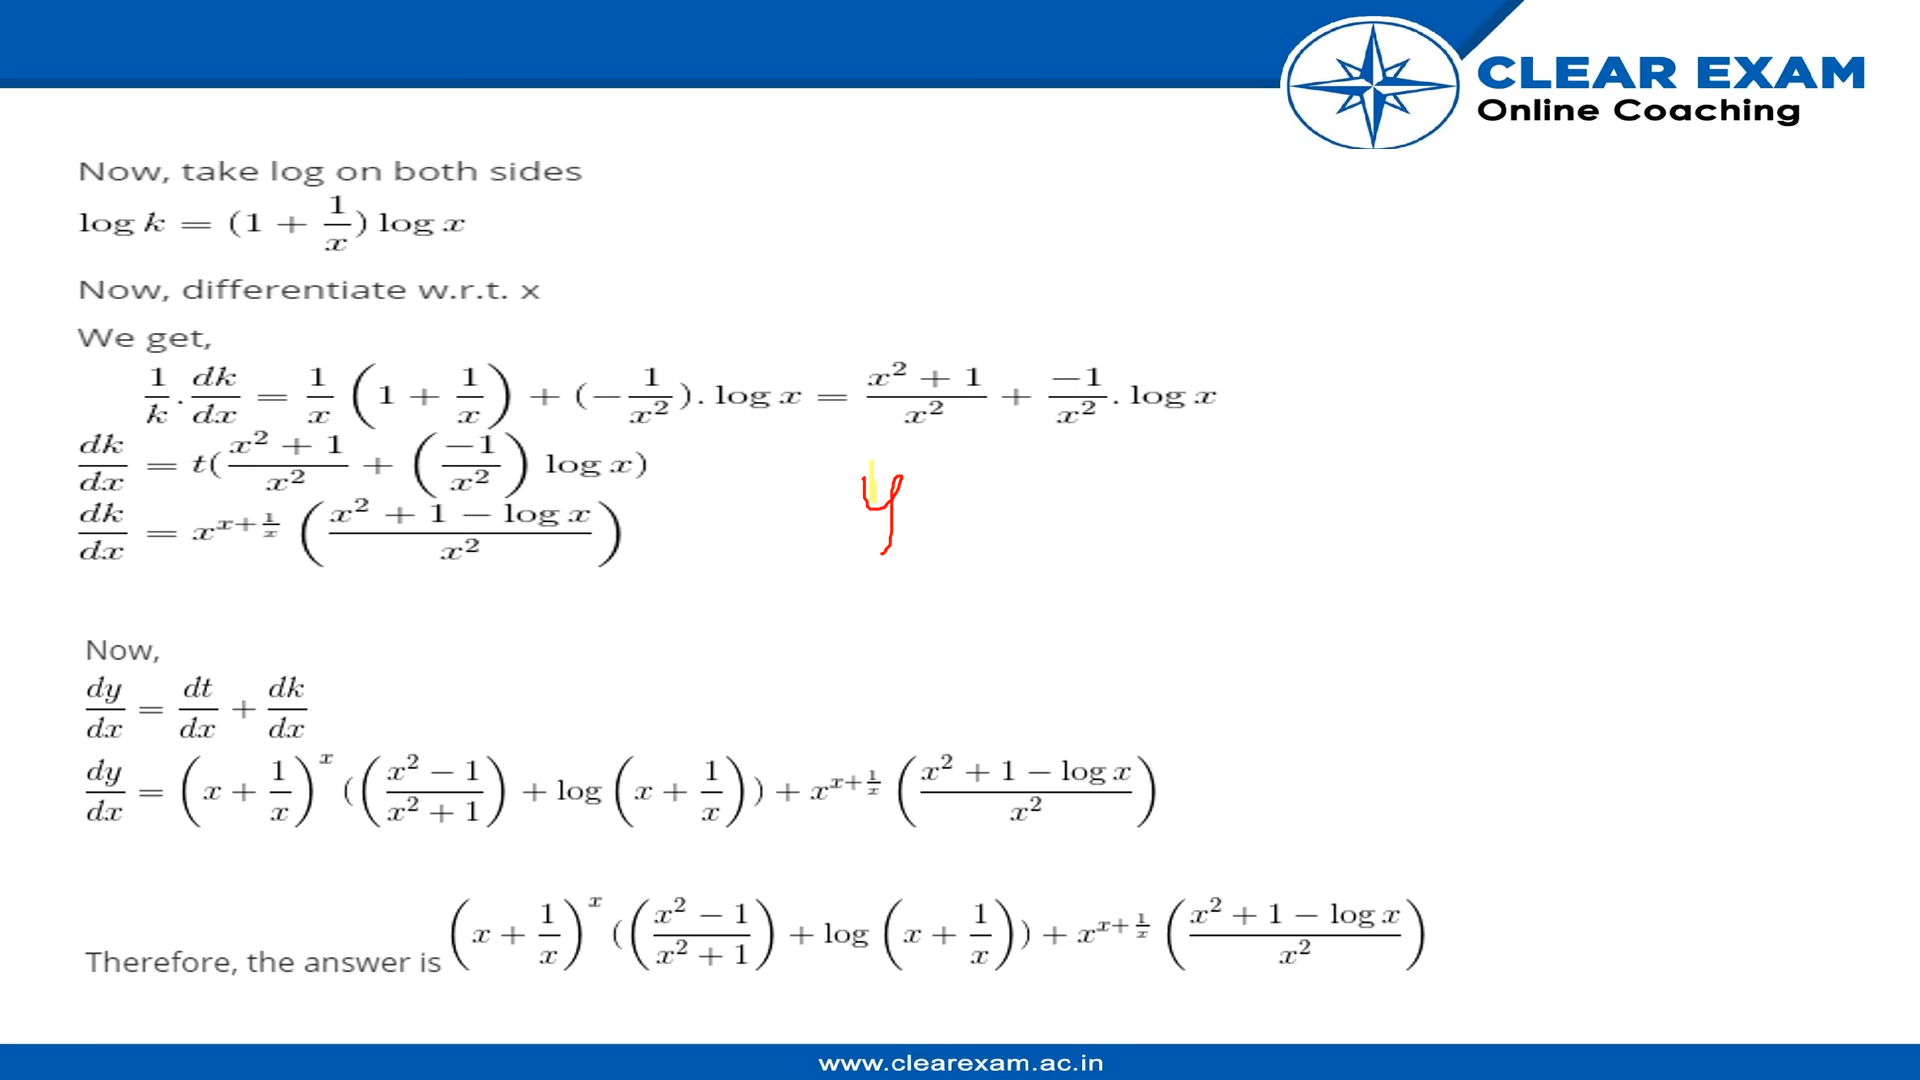 CLEAR EXAM
Online Coaching
Now, take log on both sides
log k = (1 + 1/x) log x
Now, differentiate w.r.t. x
We get,
1/k . dk/dx = 1/x (1 + 1/x) + (−1/x²). log x = (x² + 1)/x² + (−1)/x² . log x
dk/dx = t((x² + 1)/x² + ((−1)/x²) log x)
dk/dx = x^(x+1/x) ((x² + 1 − log x)/x²)
y
Now,
dy/dx = dt/dx + dk/dx
dy/dx = (x + 1/x)^x (((x² − 1)/(x² + 1)) + log (x + 1/x)) + x^(x+1/x) ((x² + 1 − log x)/x²)
Therefore, the answer is (x + 1/x)^x (((x² − 1)/(x² + 1)) + log (x + 1/x)) + x^(x+1/x) ((x² + 1 − log x)/x²)
www.clearexam.ac.in